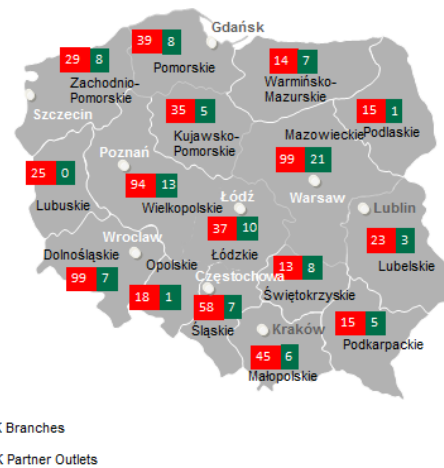 Gdańsk
39 8
Pomorskie
29 8
Zachodnio-
Pomorskie
14 7
Warmińsko-
Mazurskie
Szczecin
35 5
Kujawsko-
Pomorskie
15 1
Podlaskie
Mazowieckie
99 21
Warsaw
Poznań
94 13
Wielkopolskie
25 0
Lubuskie
Łódź
37 10
Łódzkie
Lublin
23 3
Lubelskie
Wrocław
Dolnośląskie
99 7
Opolskie
18 1
Częstochowa
58 7
Śląskie
13 8
Świętokrzyskie
Kraków
45 6
Małopolskie
15 5
Podkarpackie
K Branches
K Partner Outlets